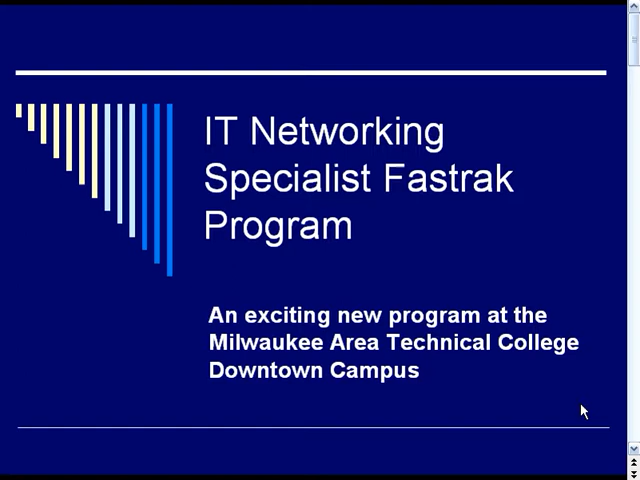 IT Networking
Specialist Fastrak
Program
An exciting new program at the
Milwaukee Area Technical College
Downtown Campus